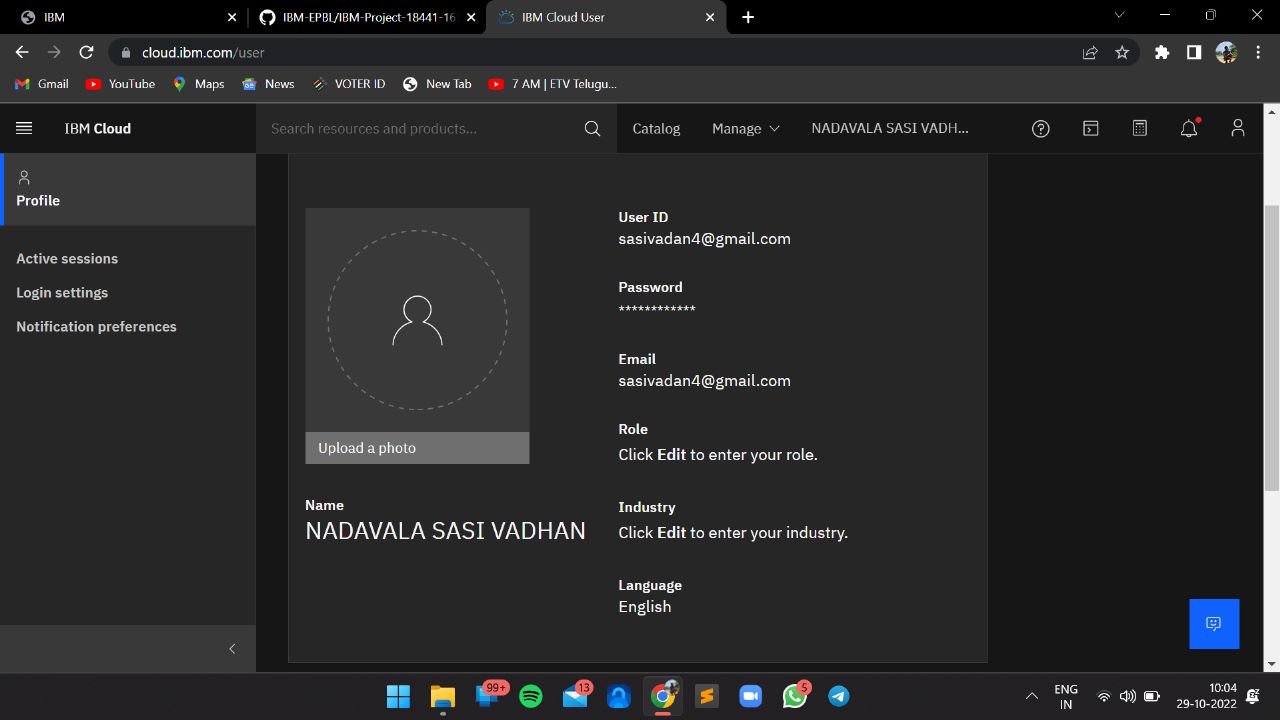 IBM
IBM-EPBL/IBM-Project-18441-16
IBM Cloud User
cloud.ibm.com/user
Gmail
YouTube
Maps
News
VOTER ID
New Tab
7 AM | ETV Telugu...
IBM Cloud
Search resources and products...
Catalog
Manage
NADAVALA SASI VADH...
Profile
Active sessions
Login settings
Notification preferences
Upload a photo
Name
NADAVALA SASI VADHAN
User ID
sasivadan4@gmail.com
Password
************
Email
sasivadan4@gmail.com
Role
Click Edit to enter your role.
Industry
Click Edit to enter your industry.
Language
English
99+
13
5
ENG
IN
10:04
29-10-2022